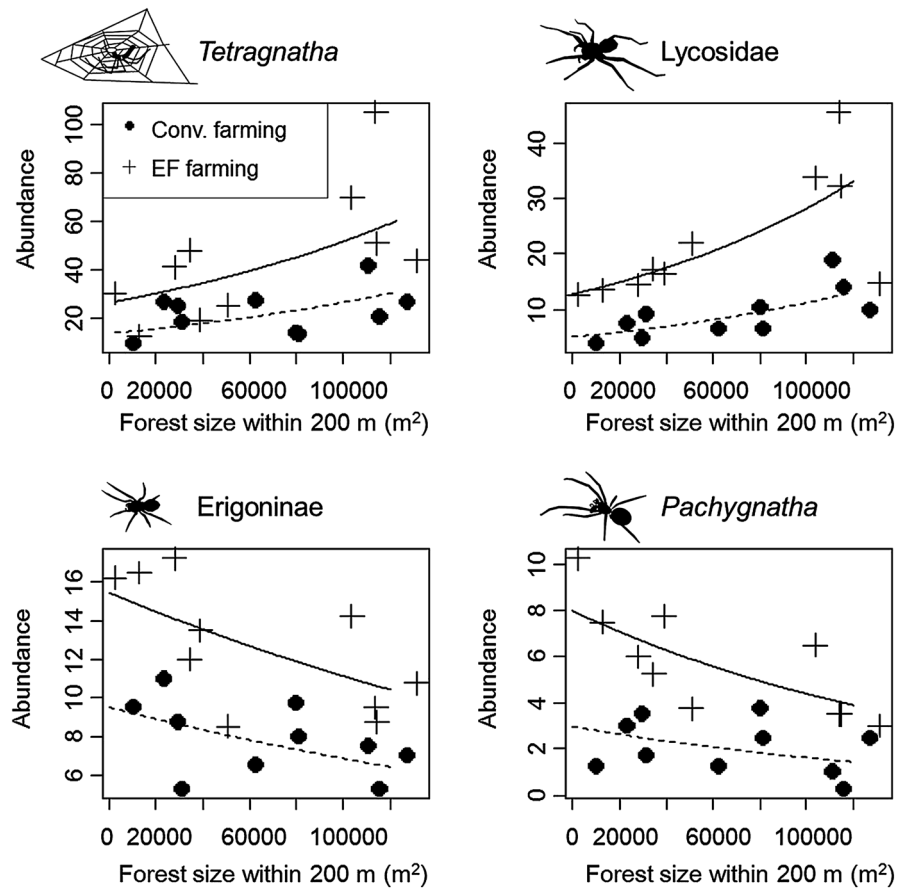 Tetragnatha
Abundance
20 40 60 80 100
Conv. farming
EF farming
0 20000 60000 100000
Forest size within 200 m (m²)
Lycosidae
Abundance
10 20 30 40
0 20000 60000 100000
Forest size within 200 m (m²)
Erigoninae
Abundance
6 8 10 12 14 16
0 20000 60000 100000
Forest size within 200 m (m²)
Pachygnatha
Abundance
0 2 4 6 8 10
0 20000 60000 100000
Forest size within 200 m (m²)